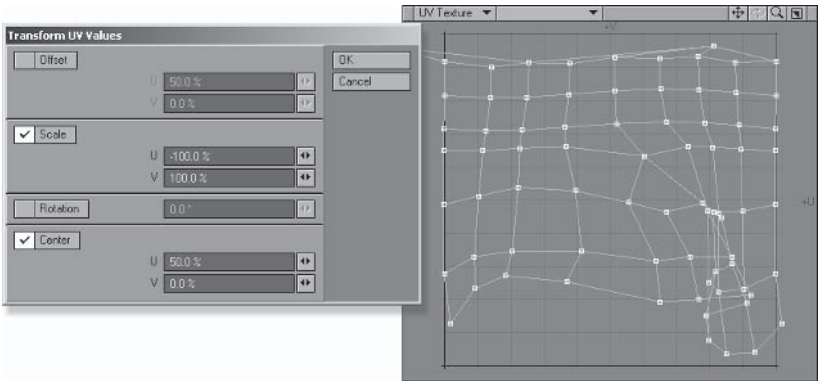 Transform UV Values
Offset
U 50.0 %
V 0.0 %
Scale
U -100.0 %
V 100.0 %
Rotation
0.0°
Center
U 50.0 %
V 0.0 %
OK
Cancel
UV Texture
+V
+U